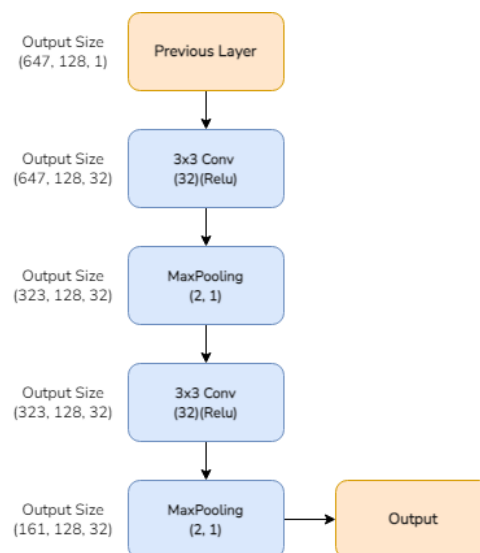 Output Size
(647, 128, 1)
Previous Layer
Output Size
(647, 128, 32)
3x3 Conv
(32)(Relu)
Output Size
(323, 128, 32)
MaxPooling
(2, 1)
Output Size
(323, 128, 32)
3x3 Conv
(32)(Relu)
Output Size
(161, 128, 32)
MaxPooling
(2, 1)
Output